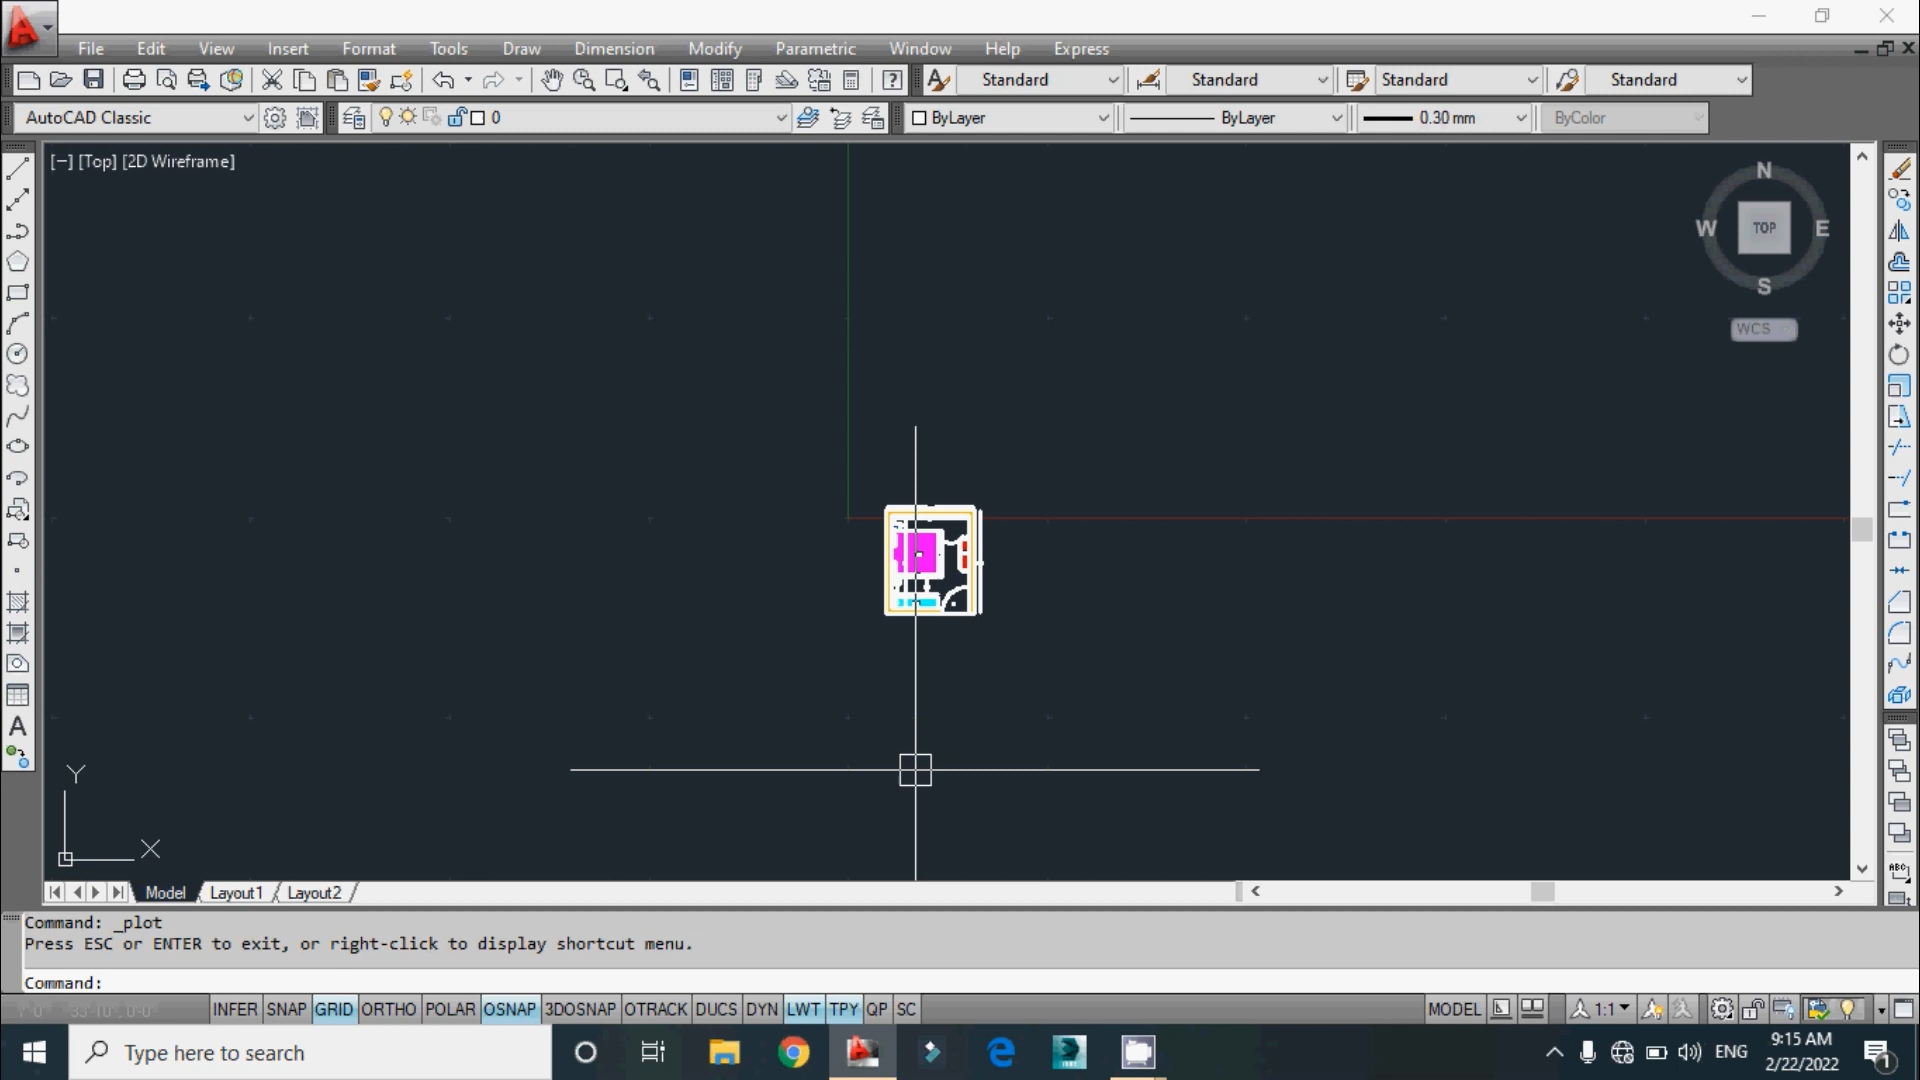 File Edit View Insert Format Tools Draw Dimension Modify Parametric Window Help Express
Standard Standard Standard Standard
AutoCAD Classic 0 ByLayer ByLayer 0.30 mm ByColor
[−] [Top] [2D Wireframe]
N
W TOP E
S
WCS
Y
X
Model Layout1 Layout2
Command: _plot
Press ESC or ENTER to exit, or right-click to display shortcut menu.
Command:
INFER SNAP GRID ORTHO POLAR OSNAP 3DOSNAP OTRACK DUCS DYN LWT TPY QP SC MODEL 1:1
Type here to search
ENG
9:15 AM
2/22/2022
1